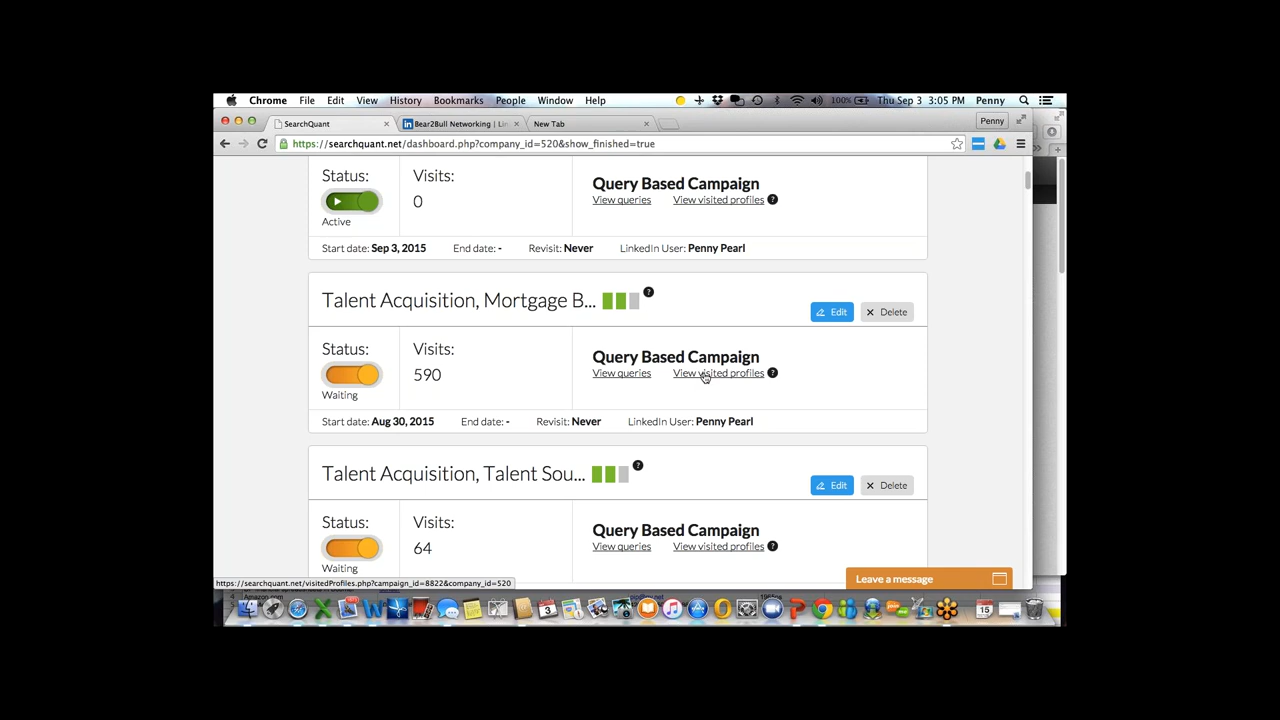 Chrome File Edit View History Bookmarks People Window Help 100% Thu Sep 3 3:05 PM Penny
SearchQuant Bear2Bull Networking | Lin New Tab Penny
https://searchquant.net/dashboard.php?company_id=520&show_finished=true
Status: Visits: Query Based Campaign
0 View queries View visited profiles ?
Active
Start date: Sep 3, 2015 End date: - Revisit: Never LinkedIn User: Penny Pearl
Talent Acquisition, Mortgage B... ?
Edit Delete
Status: Visits: Query Based Campaign
590 View queries View visited profiles ?
Waiting
Start date: Aug 30, 2015 End date: - Revisit: Never LinkedIn User: Penny Pearl
Talent Acquisition, Talent Sou... ?
Edit Delete
Status: Visits: Query Based Campaign
64 View queries View visited profiles ?
Waiting
Leave a message
https://searchquant.net/visitedProfiles.php?campaign_id=8822&company_id=520
Amazon.com
3 15